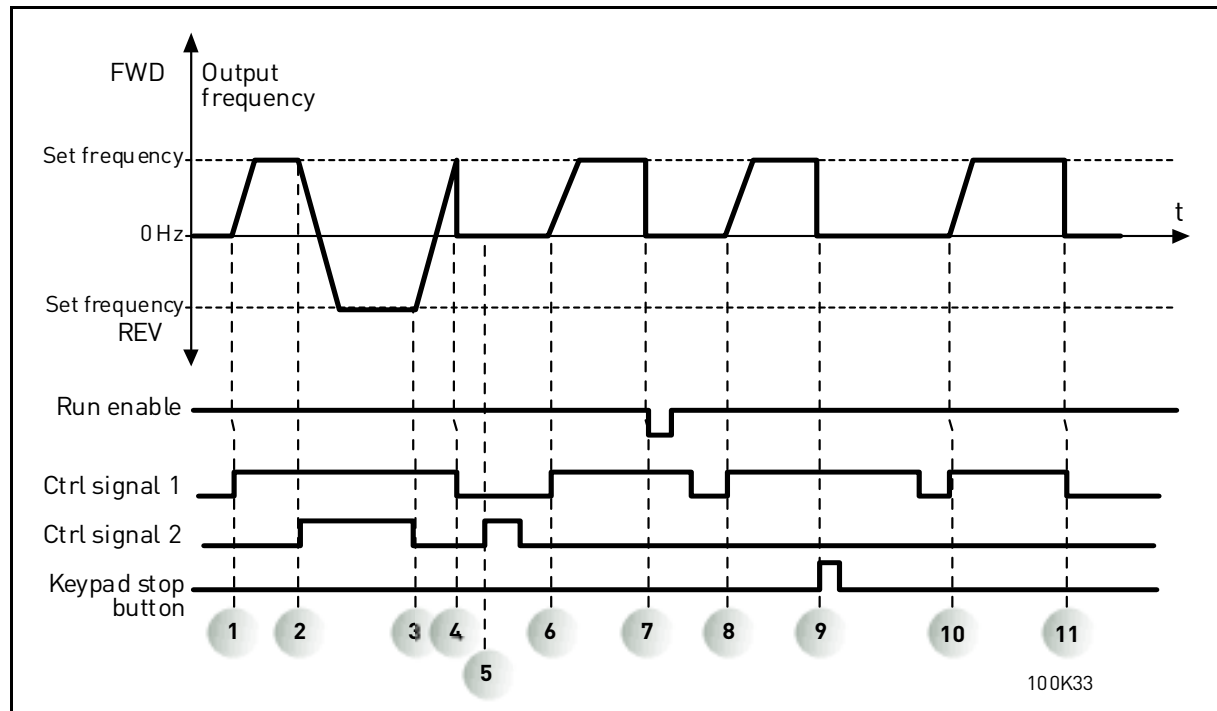 FWD
Output
frequency
Set frequency
0 Hz
t
Set frequency
REV
Run enable
Ctrl signal 1
Ctrl signal 2
Keypad stop
button
1 2 3 4 6 7 8 9 10 11
5
100K33